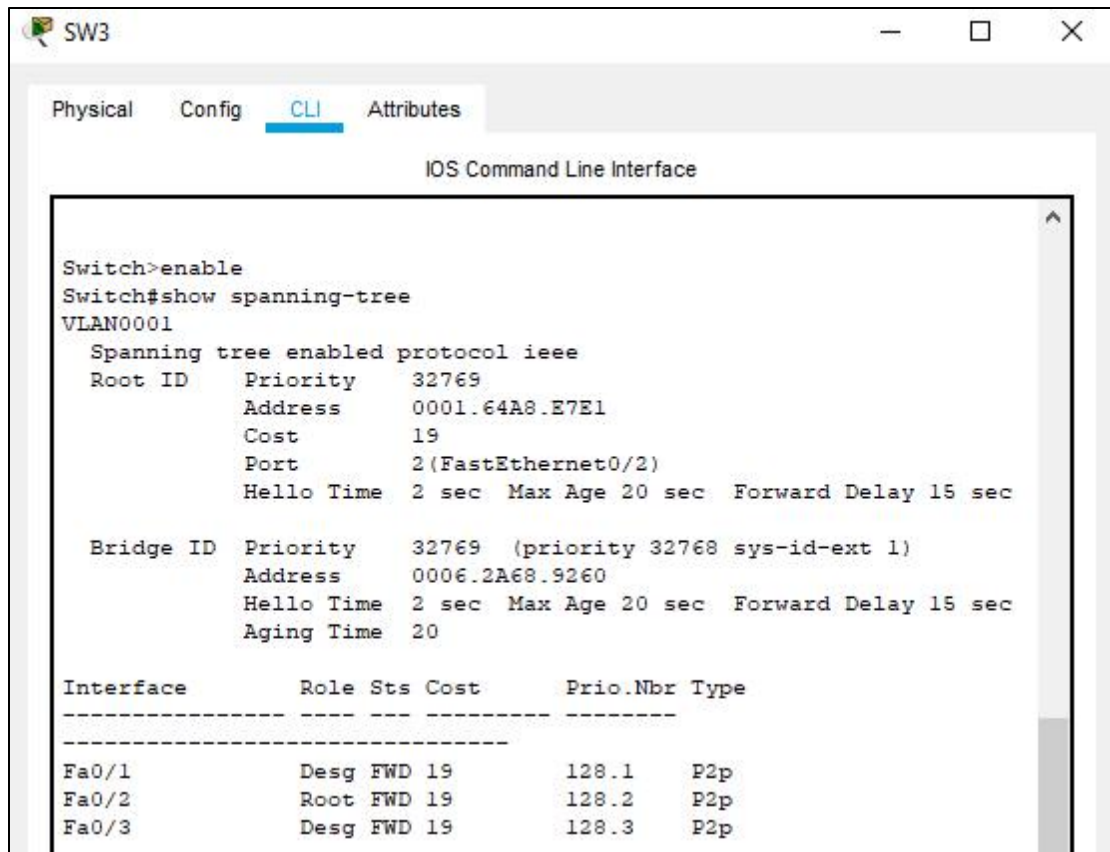 SW3
Physical Config CLI Attributes
IOS Command Line Interface
Switch>enable
Switch#show spanning-tree
VLAN0001
  Spanning tree enabled protocol ieee
  Root ID    Priority    32769
             Address     0001.64A8.E7E1
             Cost        19
             Port        2(FastEthernet0/2)
             Hello Time  2 sec  Max Age 20 sec  Forward Delay 15 sec
  Bridge ID  Priority    32769  (priority 32768 sys-id-ext 1)
             Address     0006.2A68.9260
             Hello Time  2 sec  Max Age 20 sec  Forward Delay 15 sec
             Aging Time  20
Interface        Role Sts Cost      Prio.Nbr Type
---------------- ---- --- --------- --------
--------------------------------
Fa0/1            Desg FWD 19        128.1    P2p
Fa0/2            Root FWD 19        128.2    P2p
Fa0/3            Desg FWD 19        128.3    P2p